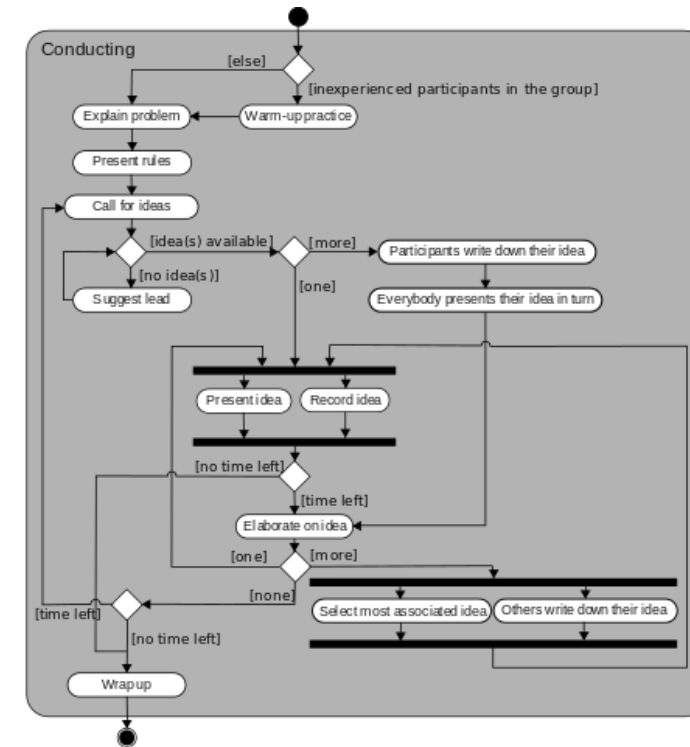 Conducting
[else]
[inexperienced participants in the group]
Explain problem
Warm-up practice
Present rules
Call for ideas
[idea(s) available]
[more]
Participants write down their idea
[no idea(s)]
[one]
Suggest lead
Everybody presents their idea in turn
Present idea
Record idea
[no time left]
[time left]
Elaborate on idea
[one]
[more]
[none]
Select most associated idea
Others write down their idea
[time left]
[no time left]
Wrap up